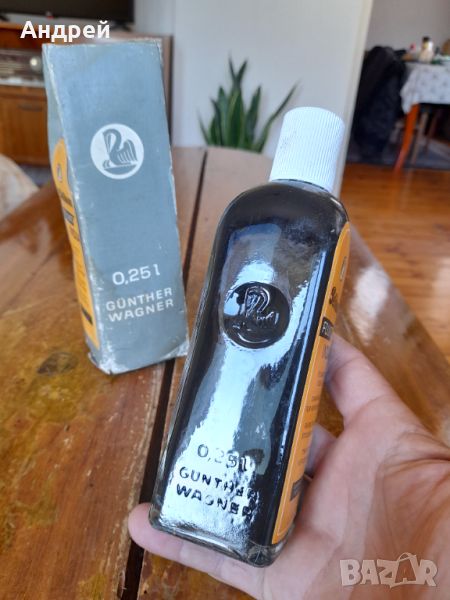 Андрей
0,25 l
GÜNTHER
WAGNER
0,25 l
GÜNTHER
WAGNER
BAZAR